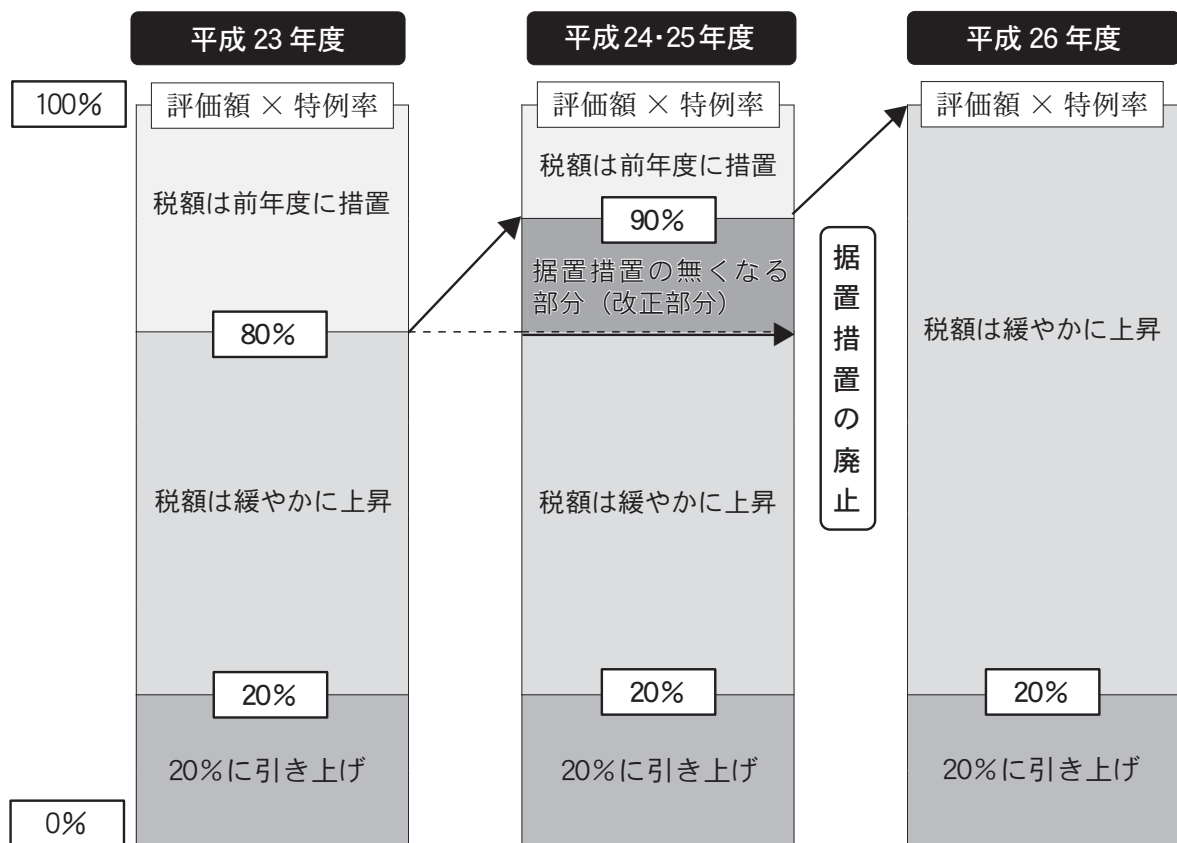 平成 23 年度
平成24・25年度
平成 26 年度
100%
評価額 × 特例率
評価額 × 特例率
評価額 × 特例率
税額は前年度に措置
税額は前年度に措置
90%
据置措置の無くなる
部分（改正部分）
80%
据置措置の廃止
税額は緩やかに上昇
税額は緩やかに上昇
税額は緩やかに上昇
20%
20%
20%
20%に引き上げ
20%に引き上げ
20%に引き上げ
0%